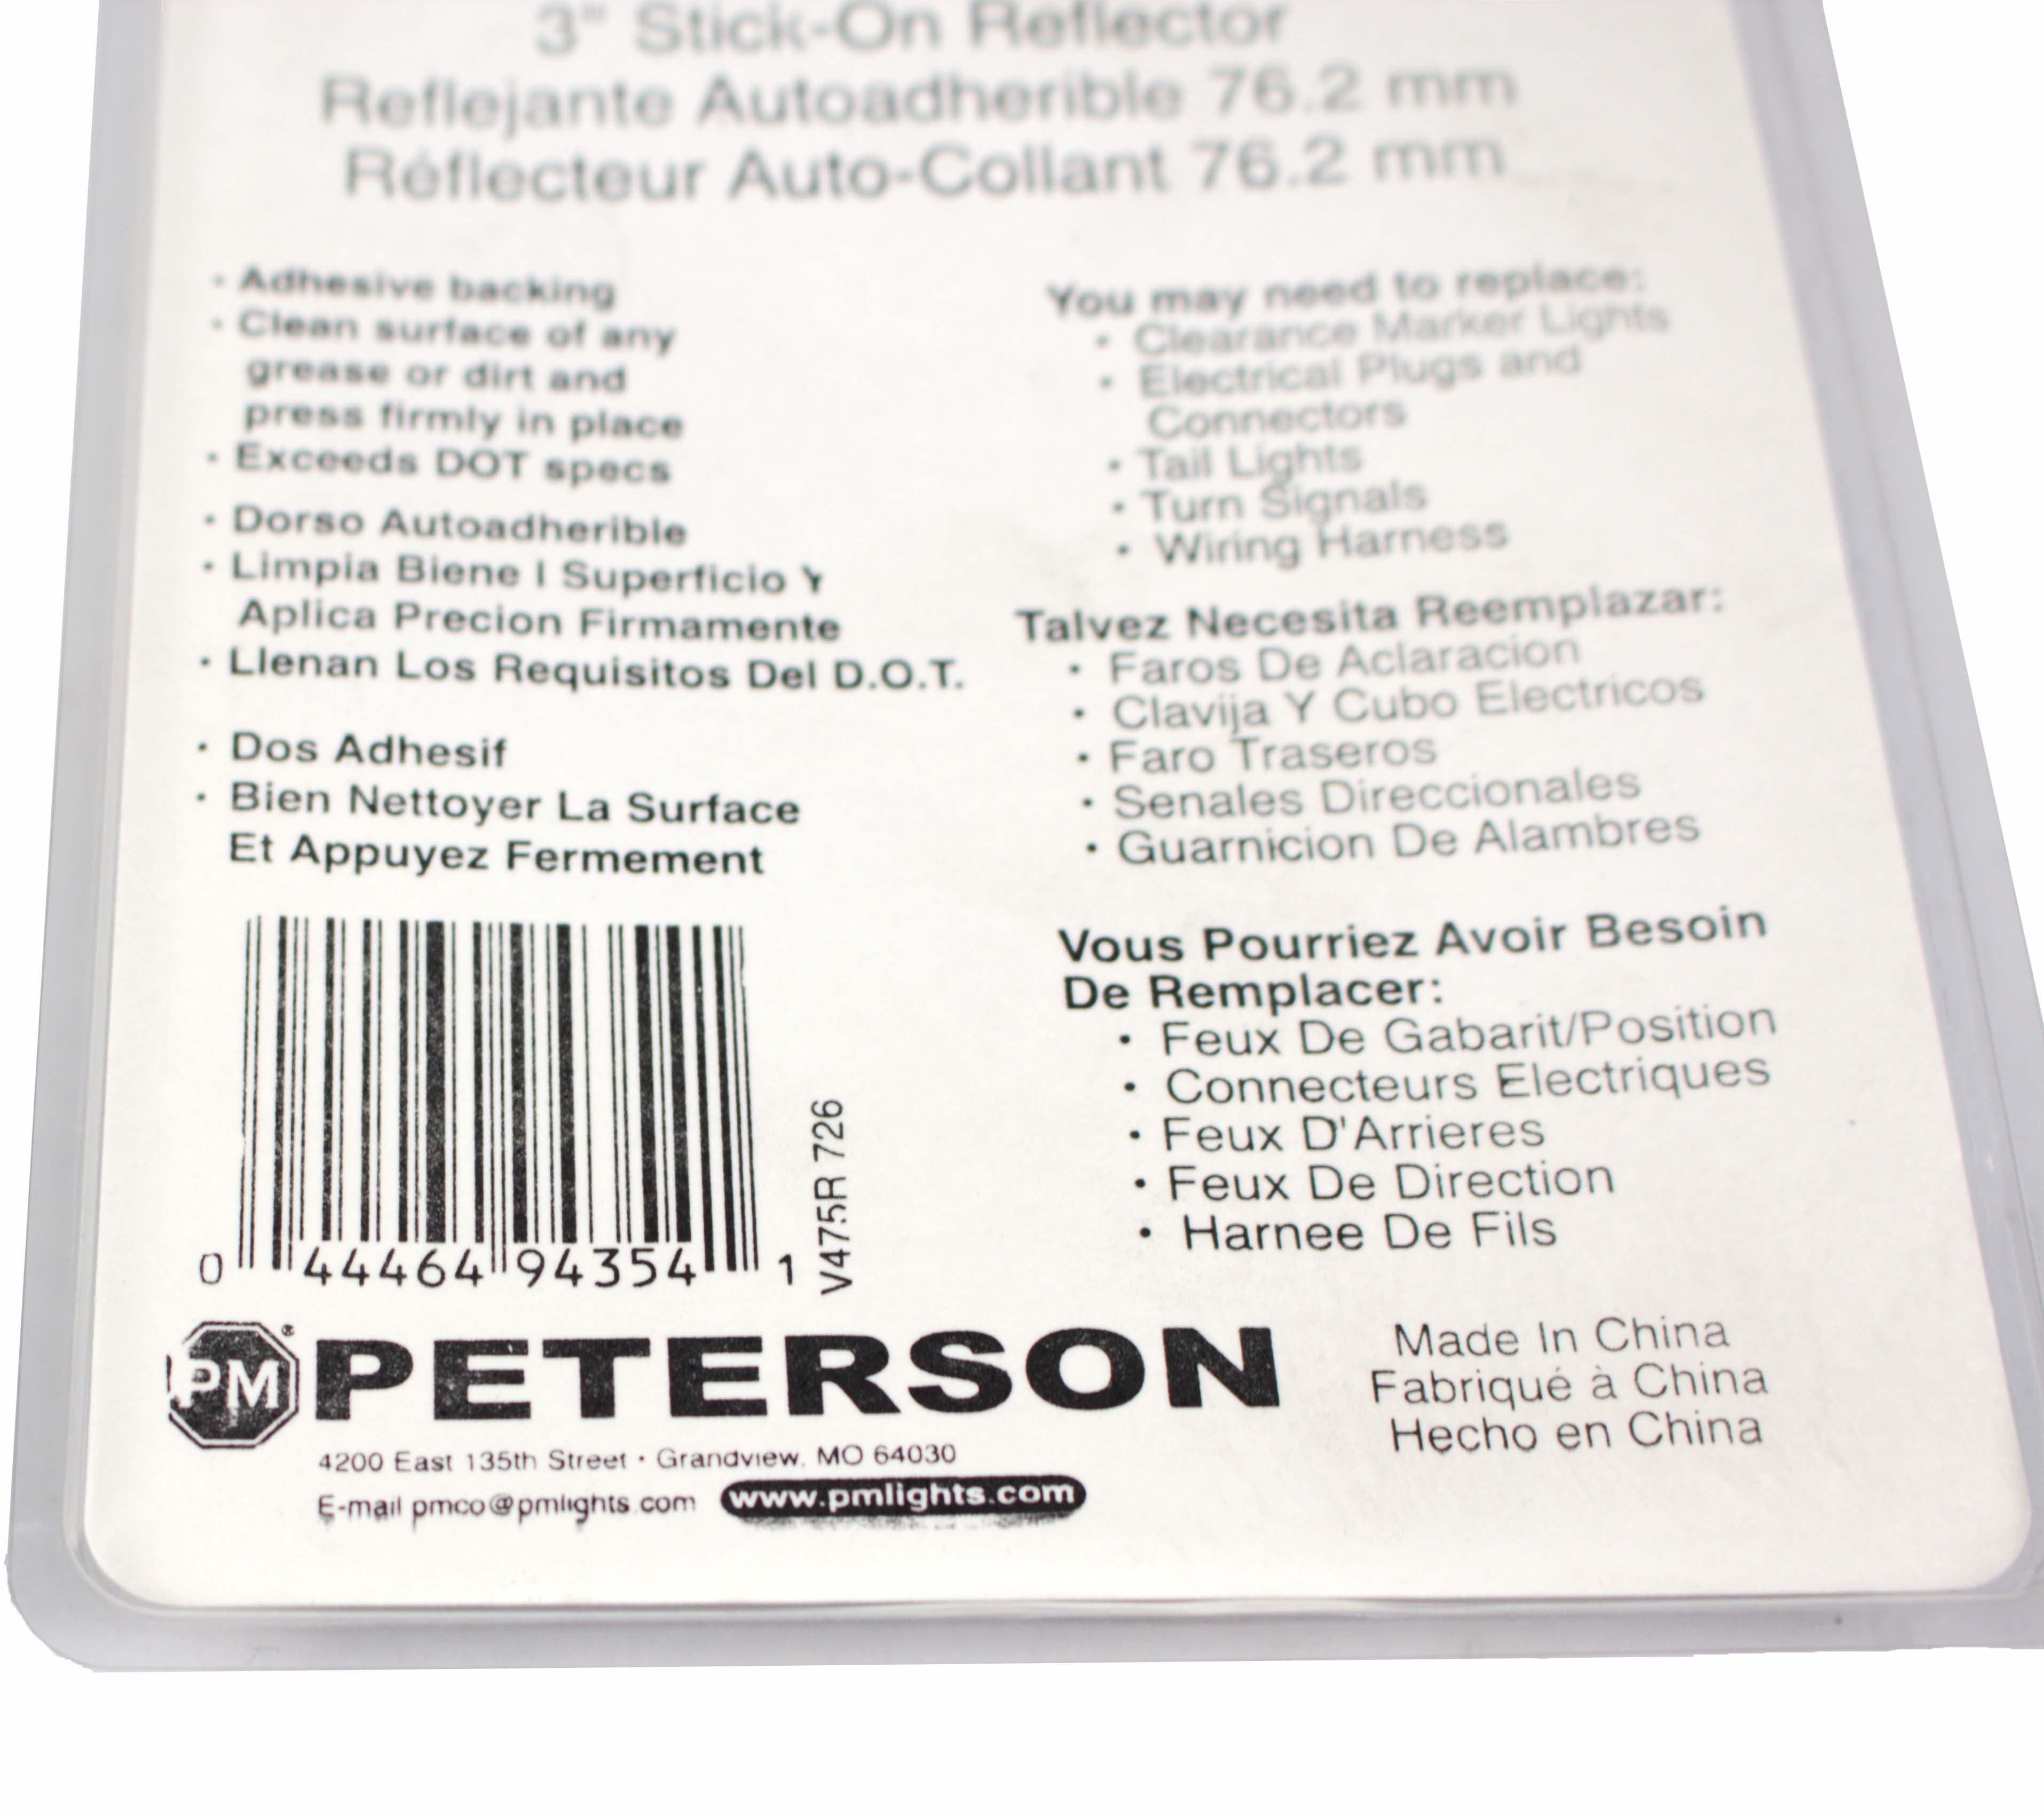 3" Stick-On Reflector
Reflejante Autoadherible 76.2 mm
Réflecteur Auto-Collant 76.2 mm
· Adhesive backing
· Clean surface of any
grease or dirt and
press firmly in place
· Exceeds DOT specs
· Dorso Autoadherible
· Limpia Biene l Superficio Y
Aplica Precion Firmamente
· Llenan Los Requisitos Del D.O.T.
· Dos Adhesif
· Bien Nettoyer La Surface
Et Appuyez Fermement
You may need to replace:
· Clearance Marker Lights
· Electrical Plugs and
Connectors
· Tail Lights
· Turn Signals
· Wiring Harness
Talvez Necesita Reemplazar:
· Faros De Aclaracion
· Clavija Y Cubo Electricos
· Faro Traseros
· Senales Direccionales
· Guarnicion De Alambres
Vous Pourriez Avoir Besoin
De Remplacer:
· Feux De Gabarit/Position
· Connecteurs Electriques
· Feux D'Arrieres
· Feux De Direction
· Harnee De Fils
0 44464 94354 1
V475R 726
PM® PETERSON
4200 East 135th Street · Grandview, MO 64030
E-mail pmco@pmlights.com www.pmlights.com
Made In China
Fabriqué à China
Hecho en China